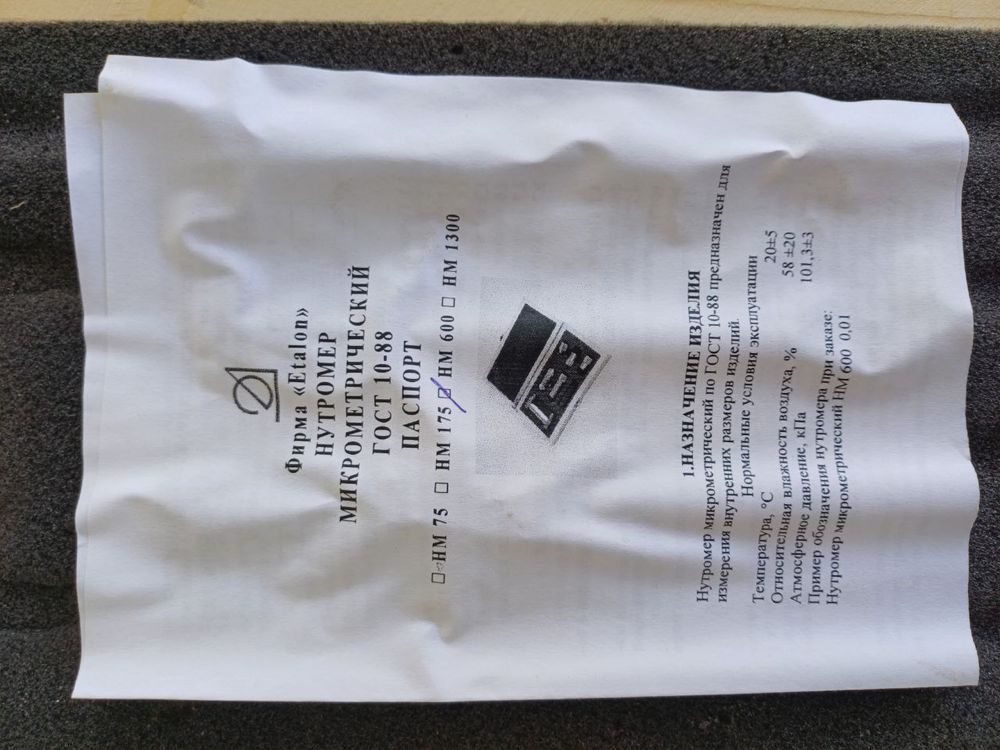 Фирма «Etalon»
НУТРОМЕР
МИКРОМЕТРИЧЕСКИЙ
ГОСТ 10-88
ПАСПОРТ
☐ НМ 75 ☐ НМ 175 ☑ НМ 600 ☐ НМ 1300
1.НАЗНАЧЕНИЕ ИЗДЕЛИЯ
Нутромер микрометрический по ГОСТ 10-88 предназначен для
измерения внутренних размеров изделий.
Нормальные условия эксплуатации
Температура, °С 20±5
Относительная влажность воздуха, % 58 ±20
Атмосферное давление, кПа 101,3±3
Пример обозначения нутромера при заказе:
Нутромер микрометрический НМ 600 0,01